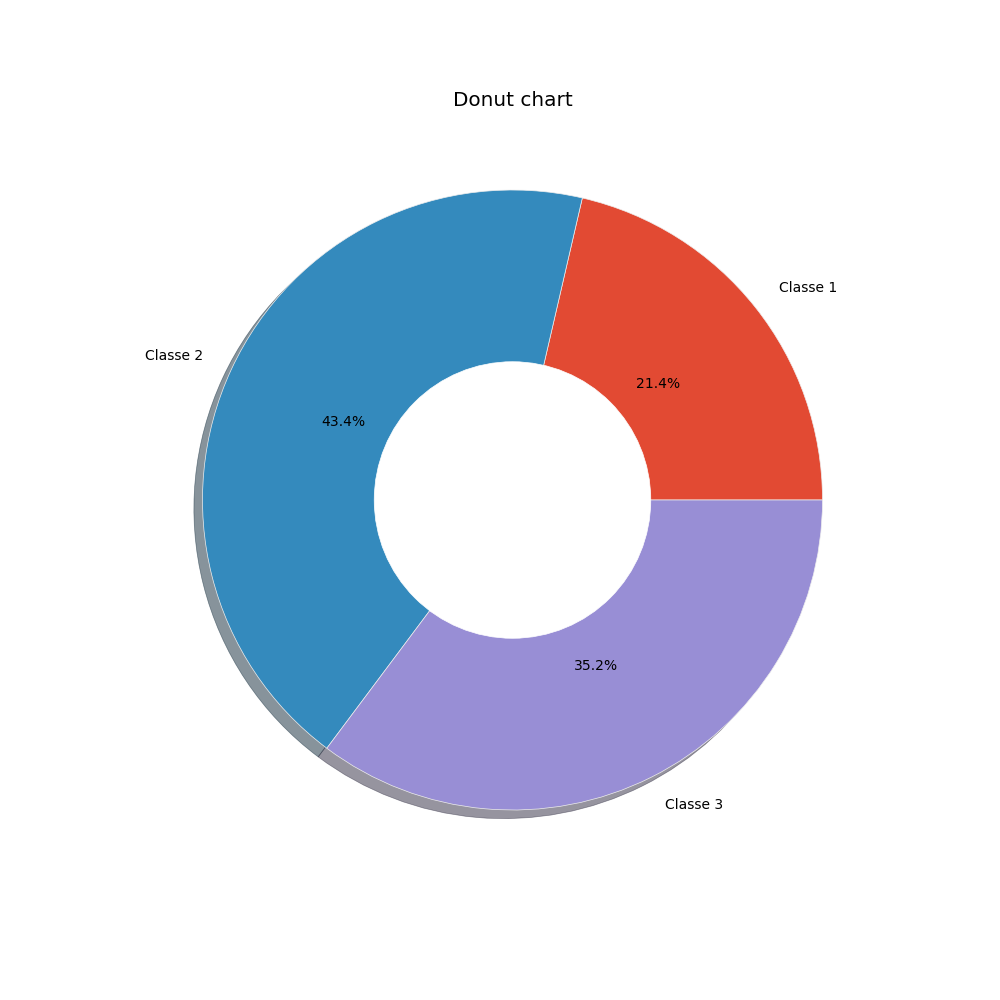 Donut chart
Classe 1
Classe 2
21.4%
43.4%
35.2%
Classe 3